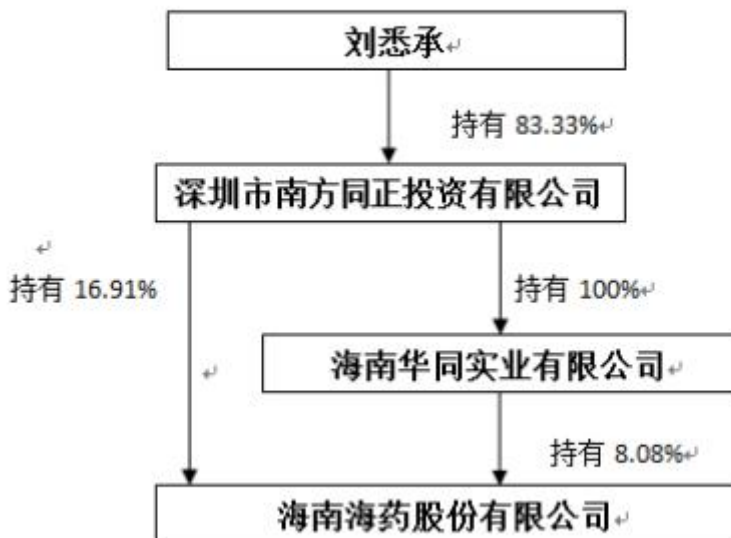 刘悉承
持有 83.33%
深圳市南方同正投资有限公司
持有 16.91%
持有 100%
海南华同实业有限公司
持有 8.08%
海南海药股份有限公司